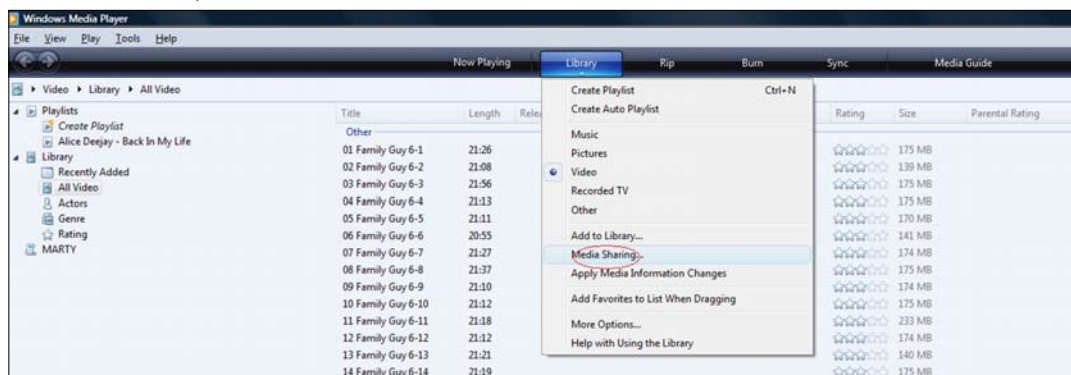 Windows Media Player
File View Play Tools Help
Now Playing Library Rip Burn Sync Media Guide
Video Library All Video
Playlists
Create Playlist
Alice Deejay - Back In My Life
Library
Recently Added
All Video
Actors
Genre
Rating
MARTY
Title Length Rating Size Parental Rating
Other
01 Family Guy 6-1 21:26 175 MB
02 Family Guy 6-2 21:08 139 MB
03 Family Guy 6-3 21:56 175 MB
04 Family Guy 6-4 21:13 175 MB
05 Family Guy 6-5 21:11 170 MB
06 Family Guy 6-6 20:55 141 MB
07 Family Guy 6-7 21:27 174 MB
08 Family Guy 6-8 21:37 175 MB
09 Family Guy 6-9 21:10 174 MB
10 Family Guy 6-10 21:12 175 MB
11 Family Guy 6-11 21:18 233 MB
12 Family Guy 6-12 21:12 174 MB
13 Family Guy 6-13 21:21 140 MB
14 Family Guy 6-14 21:19 175 MB
Create Playlist Ctrl+N
Create Auto Playlist
Music
Pictures
Video
Recorded TV
Other
Add to Library...
Media Sharing...
Apply Media Information Changes
Add Favorites to List When Dragging
More Options...
Help with Using the Library